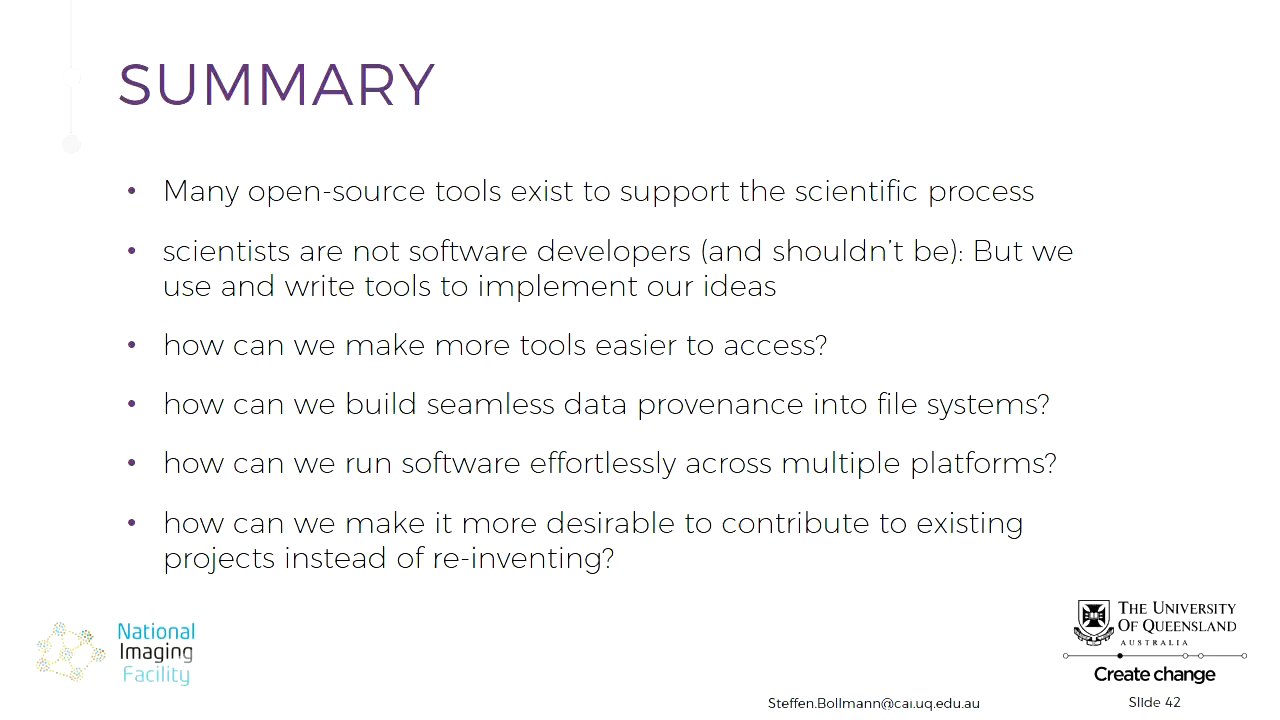 SUMMARY
• Many open-source tools exist to support the scientific process
• scientists are not software developers (and shouldn't be): But we
use and write tools to implement our ideas
• how can we make more tools easier to access?
• how can we build seamless data provenance into file systems?
• how can we run software effortlessly across multiple platforms?
• how can we make it more desirable to contribute to existing
projects instead of re-inventing?
National
Imaging
Facility
THE UNIVERSITY
OF QUEENSLAND
AUSTRALIA
Create change
Steffen.Bollmann@cai.uq.edu.au
Slide 42